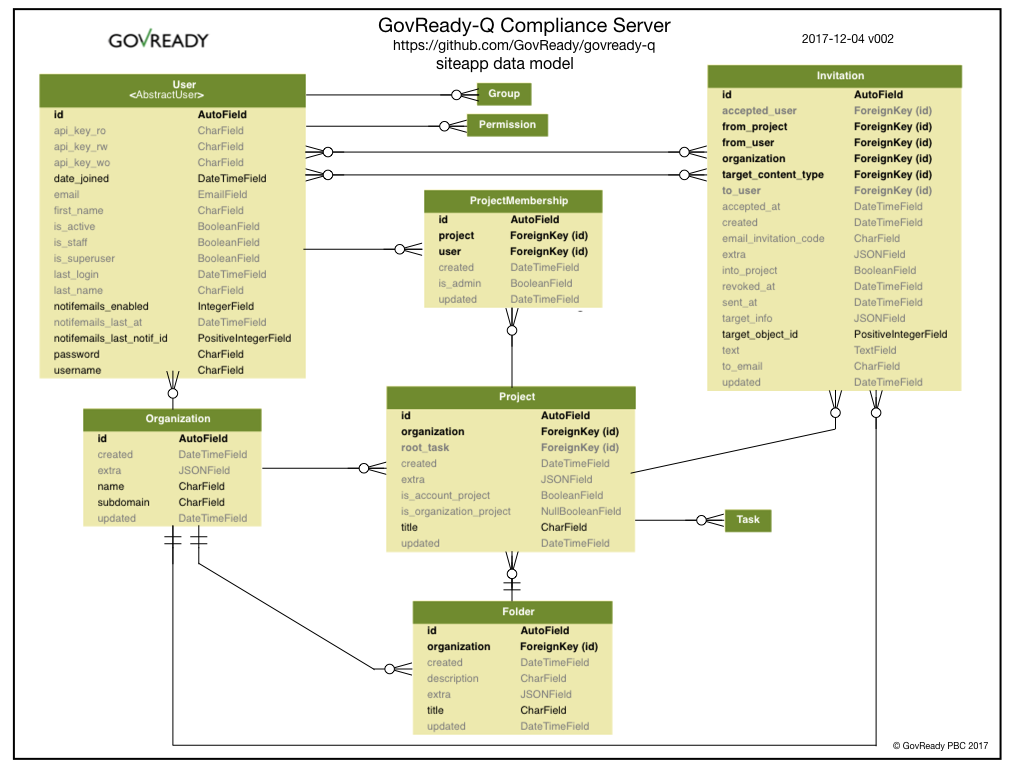 GovReady-Q Compliance Server
https://github.com/GovReady/govready-q
siteapp data model
GOVREADY
2017-12-04 v002
User
<AbstractUser>
id AutoField
api_key_ro CharField
api_key_rw CharField
api_key_wo CharField
date_joined DateTimeField
email EmailField
first_name CharField
is_active BooleanField
is_staff BooleanField
is_superuser BooleanField
last_login DateTimeField
last_name CharField
notifemails_enabled IntegerField
notifemails_last_at DateTimeField
notifemails_last_notif_id PositiveIntegerField
password CharField
username CharField
Group
Permission
Invitation
id AutoField
accepted_user ForeignKey (id)
from_project ForeignKey (id)
from_user ForeignKey (id)
organization ForeignKey (id)
target_content_type ForeignKey (id)
to_user ForeignKey (id)
accepted_at DateTimeField
created DateTimeField
email_invitation_code CharField
extra JSONField
into_project BooleanField
revoked_at DateTimeField
sent_at DateTimeField
target_info JSONField
target_object_id PositiveIntegerField
text TextField
to_email CharField
updated DateTimeField
ProjectMembership
id AutoField
project ForeignKey (id)
user ForeignKey (id)
created DateTimeField
is_admin BooleanField
updated DateTimeField
Organization
id AutoField
created DateTimeField
extra JSONField
name CharField
subdomain CharField
updated DateTimeField
Project
id AutoField
organization ForeignKey (id)
root_task ForeignKey (id)
created DateTimeField
extra JSONField
is_account_project BooleanField
is_organization_project NullBooleanField
title CharField
updated DateTimeField
Task
Folder
id AutoField
organization ForeignKey (id)
created DateTimeField
description CharField
extra JSONField
title CharField
updated DateTimeField
© GovReady PBC 2017